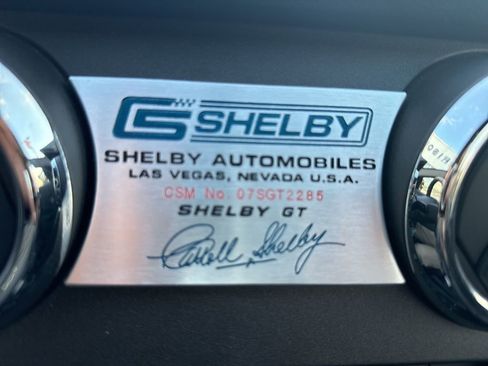 CS SHELBY
SHELBY AUTOMOBILES
LAS VEGAS, NEVADA U.S.A.
CSM No. 07SGT2285
SHELBY GT
Carroll Shelby